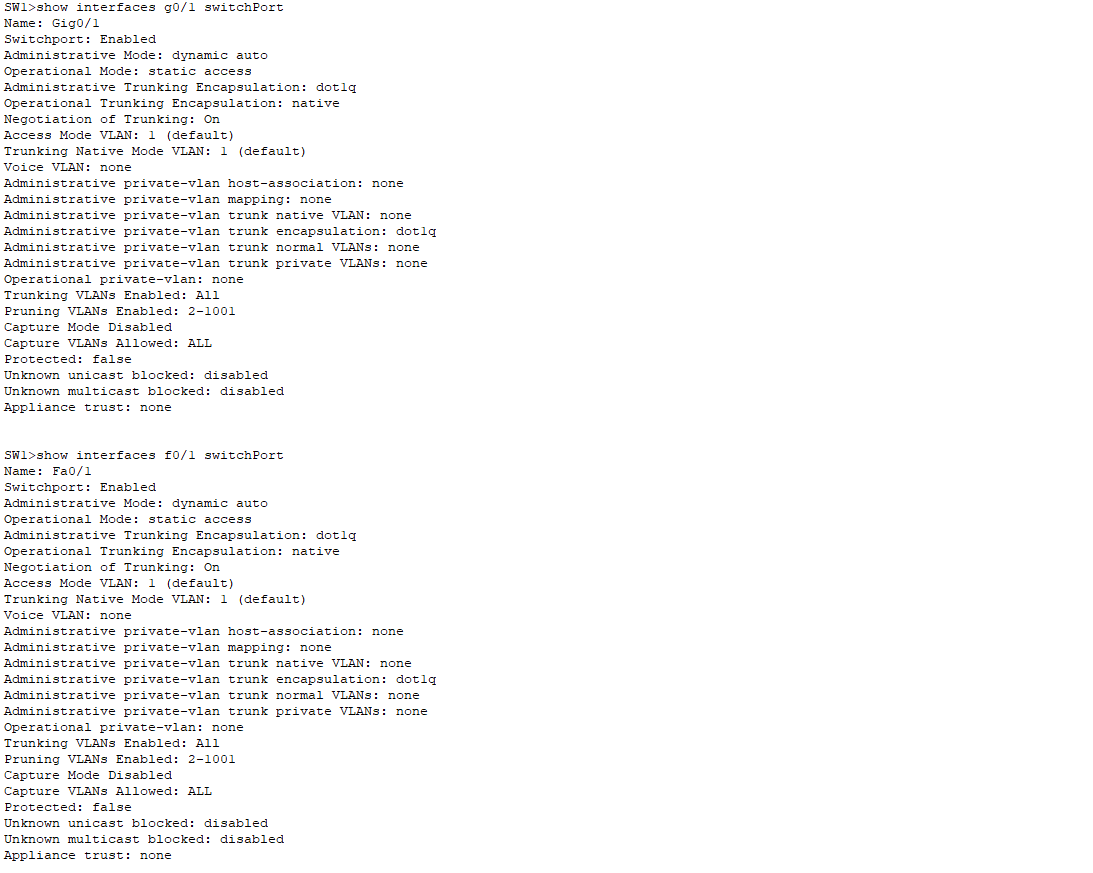 SW1>show interfaces g0/1 switchPort
Name: Gig0/1
Switchport: Enabled
Administrative Mode: dynamic auto
Operational Mode: static access
Administrative Trunking Encapsulation: dot1q
Operational Trunking Encapsulation: native
Negotiation of Trunking: On
Access Mode VLAN: 1 (default)
Trunking Native Mode VLAN: 1 (default)
Voice VLAN: none
Administrative private-vlan host-association: none
Administrative private-vlan mapping: none
Administrative private-vlan trunk native VLAN: none
Administrative private-vlan trunk encapsulation: dot1q
Administrative private-vlan trunk normal VLANs: none
Administrative private-vlan trunk private VLANs: none
Operational private-vlan: none
Trunking VLANs Enabled: All
Pruning VLANs Enabled: 2-1001
Capture Mode Disabled
Capture VLANs Allowed: ALL
Protected: false
Unknown unicast blocked: disabled
Unknown multicast blocked: disabled
Appliance trust: none
SW1>show interfaces f0/1 switchPort
Name: Fa0/1
Switchport: Enabled
Administrative Mode: dynamic auto
Operational Mode: static access
Administrative Trunking Encapsulation: dot1q
Operational Trunking Encapsulation: native
Negotiation of Trunking: On
Access Mode VLAN: 1 (default)
Trunking Native Mode VLAN: 1 (default)
Voice VLAN: none
Administrative private-vlan host-association: none
Administrative private-vlan mapping: none
Administrative private-vlan trunk native VLAN: none
Administrative private-vlan trunk encapsulation: dot1q
Administrative private-vlan trunk normal VLANs: none
Administrative private-vlan trunk private VLANs: none
Operational private-vlan: none
Trunking VLANs Enabled: All
Pruning VLANs Enabled: 2-1001
Capture Mode Disabled
Capture VLANs Allowed: ALL
Protected: false
Unknown unicast blocked: disabled
Unknown multicast blocked: disabled
Appliance trust: none